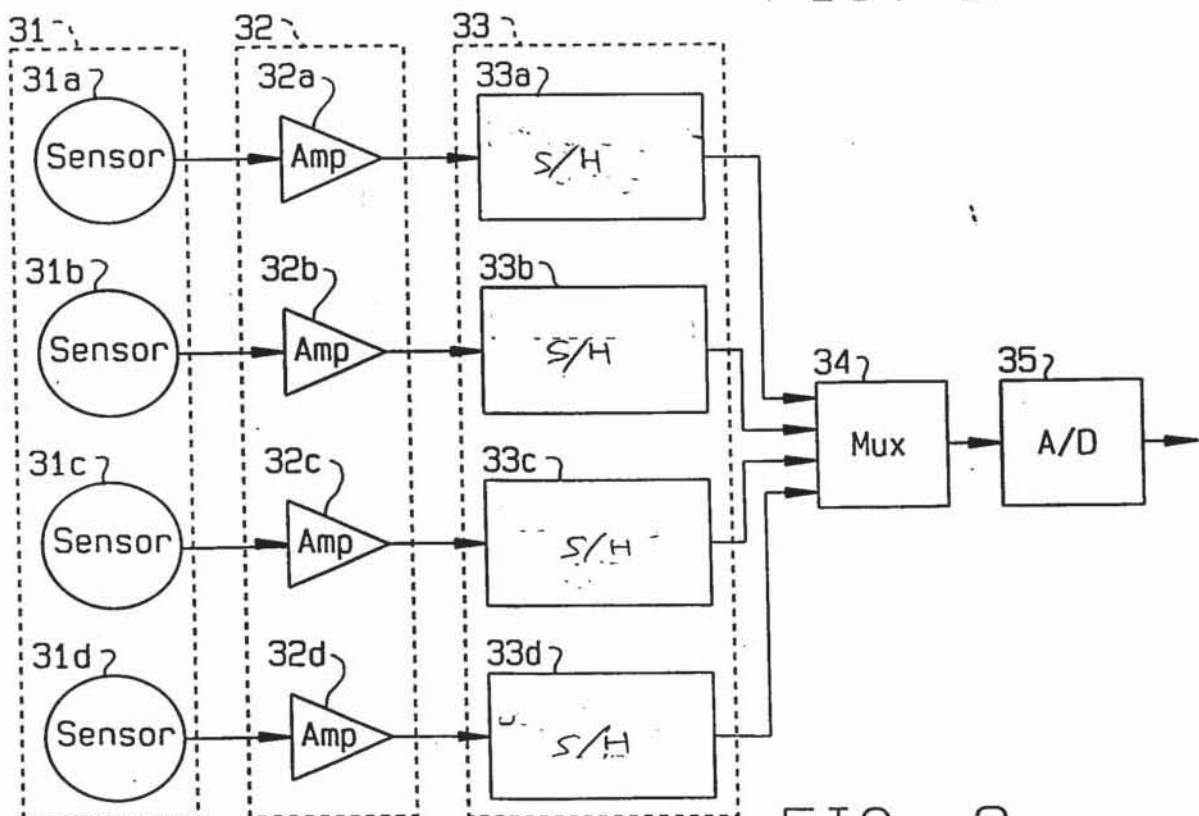 31 32 33
31a 32a 33a
Sensor Amp S/H
31b 32b 33b
Sensor Amp S/H
34 35
Mux A/D
31c 32c 33c
Sensor Amp S/H
31d 32d 33d
Sensor Amp S/H